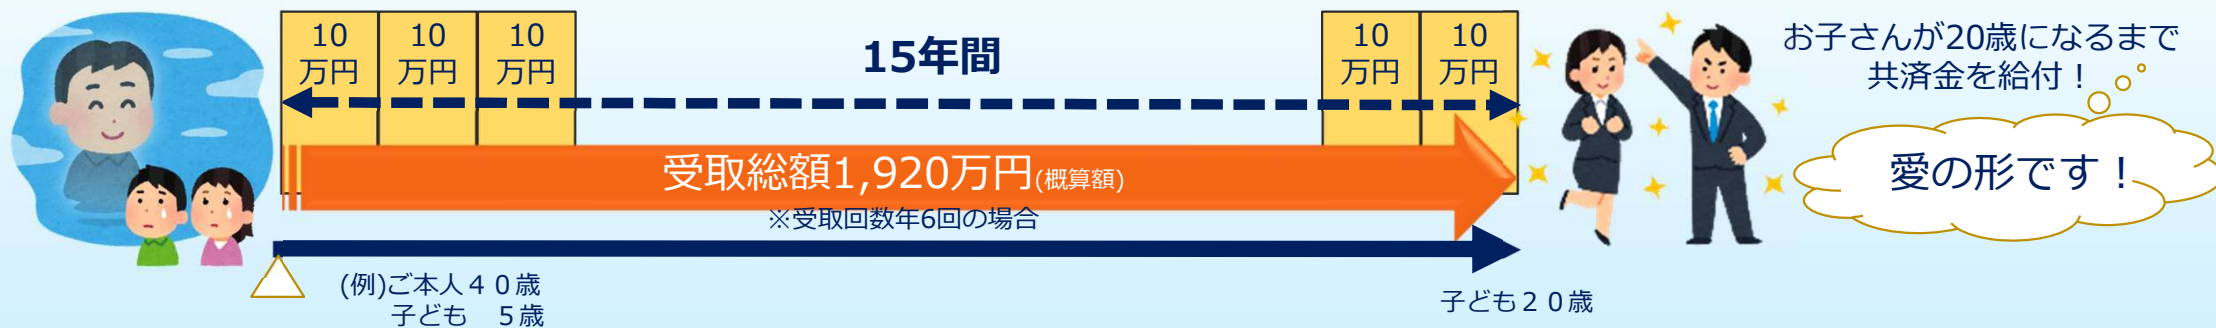 10
万円
10
万円
10
万円
15年間
10
万円
10
万円
お子さんが20歳になるまで
共済金を給付！
受取総額1,920万円(概算額)
愛の形です！
※受取回数年6回の場合
(例)ご本人４０歳
子ども　５歳
子ども２０歳